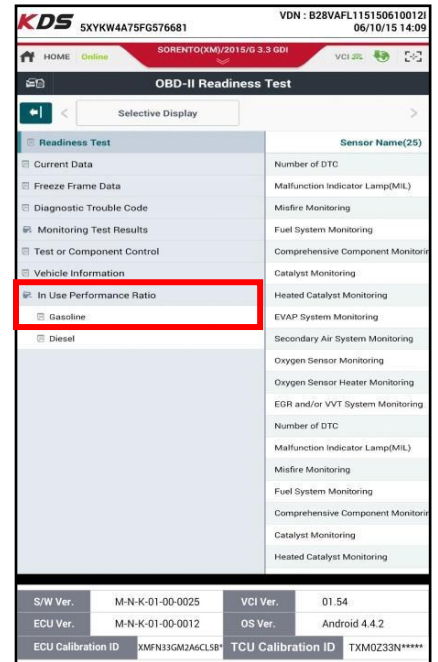 KDS 5XYKW4A75FG576681
VDN : B28VAFL115150610012I
06/10/15 14:09
HOME Online SORENTO(XM)/2015/G 3.3 GDI VCI
OBD-II Readiness Test
< Selective Display >
Readiness Test
Current Data
Freeze Frame Data
Diagnostic Trouble Code
Monitoring Test Results
Test or Component Control
Vehicle Information
In Use Performance Ratio
Gasoline
Diesel
Sensor Name(25)
Number of DTC
Malfunction Indicator Lamp(MIL)
Misfire Monitoring
Fuel System Monitoring
Comprehensive Component Monitorin
Catalyst Monitoring
Heated Catalyst Monitoring
EVAP System Monitoring
Secondary Air System Monitoring
Oxygen Sensor Monitoring
Oxygen Sensor Heater Monitoring
EGR and/or VVT System Monitoring
Number of DTC
Malfunction Indicator Lamp(MIL)
Misfire Monitoring
Fuel System Monitoring
Comprehensive Component Monitorin
Catalyst Monitoring
Heated Catalyst Monitoring
S/W Ver. M-N-K-01-00-0025 VCI Ver. 01.54
ECU Ver. M-N-K-01-00-0012 OS Ver. Android 4.4.2
ECU Calibration ID XMFN33GM2A6CL5B* TCU Calibration ID TXM0Z33N*****